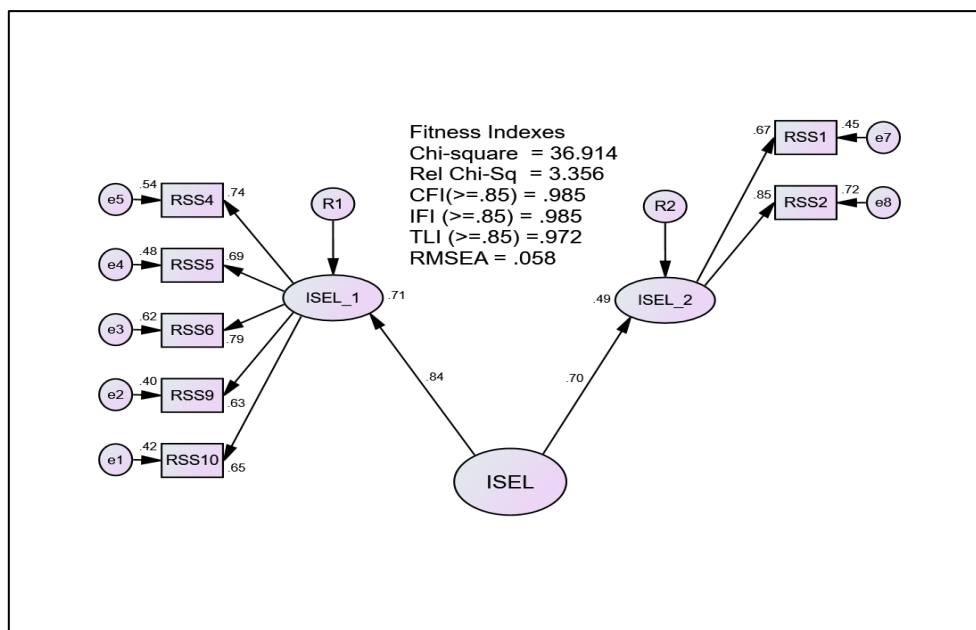 Fitness Indexes
Chi-square = 36.914
Rel Chi-Sq = 3.356
CFI(>=.85) = .985
IFI (>=.85) = .985
TLI (>=.85) =.972
RMSEA = .058
R1
R2
e5
.54
RSS4
.74
e4
.48
RSS5
.69
e3
.62
RSS6
.79
e2
.40
RSS9
.63
e1
.42
RSS10
.65
ISEL_1
.71
.84
ISEL
.70
.49
ISEL_2
.67
RSS1
.45
e7
.85
RSS2
.72
e8